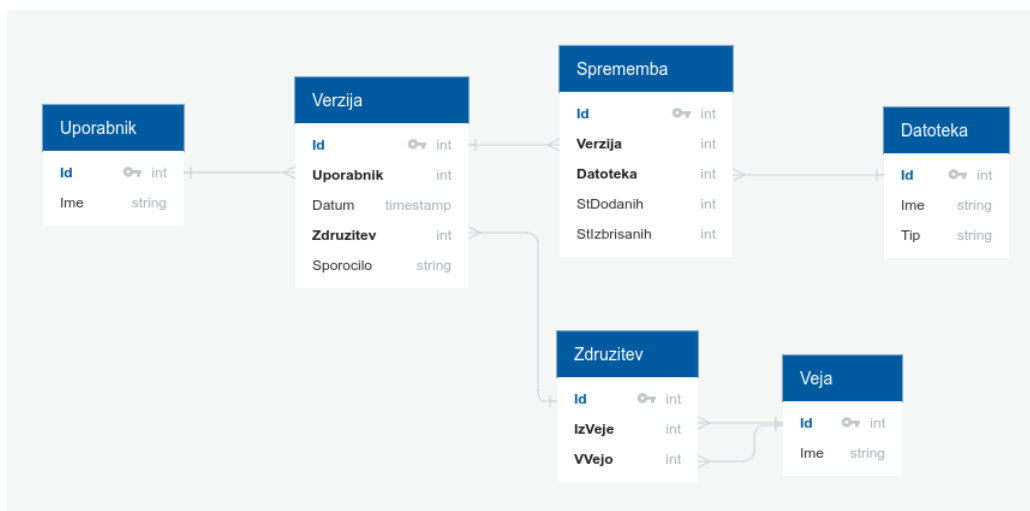 Uporabnik
Id int
Ime string
Verzija
Id int
Uporabnik int
Datum timestamp
Zdruzitev int
Sporocilo string
Sprememba
Id int
Verzija int
Datoteka int
StDodanih int
StIzbrisanih int
Datoteka
Id int
Ime string
Tip string
Zdruzitev
Id int
IzVeje int
VVejo int
Veja
Id int
Ime string